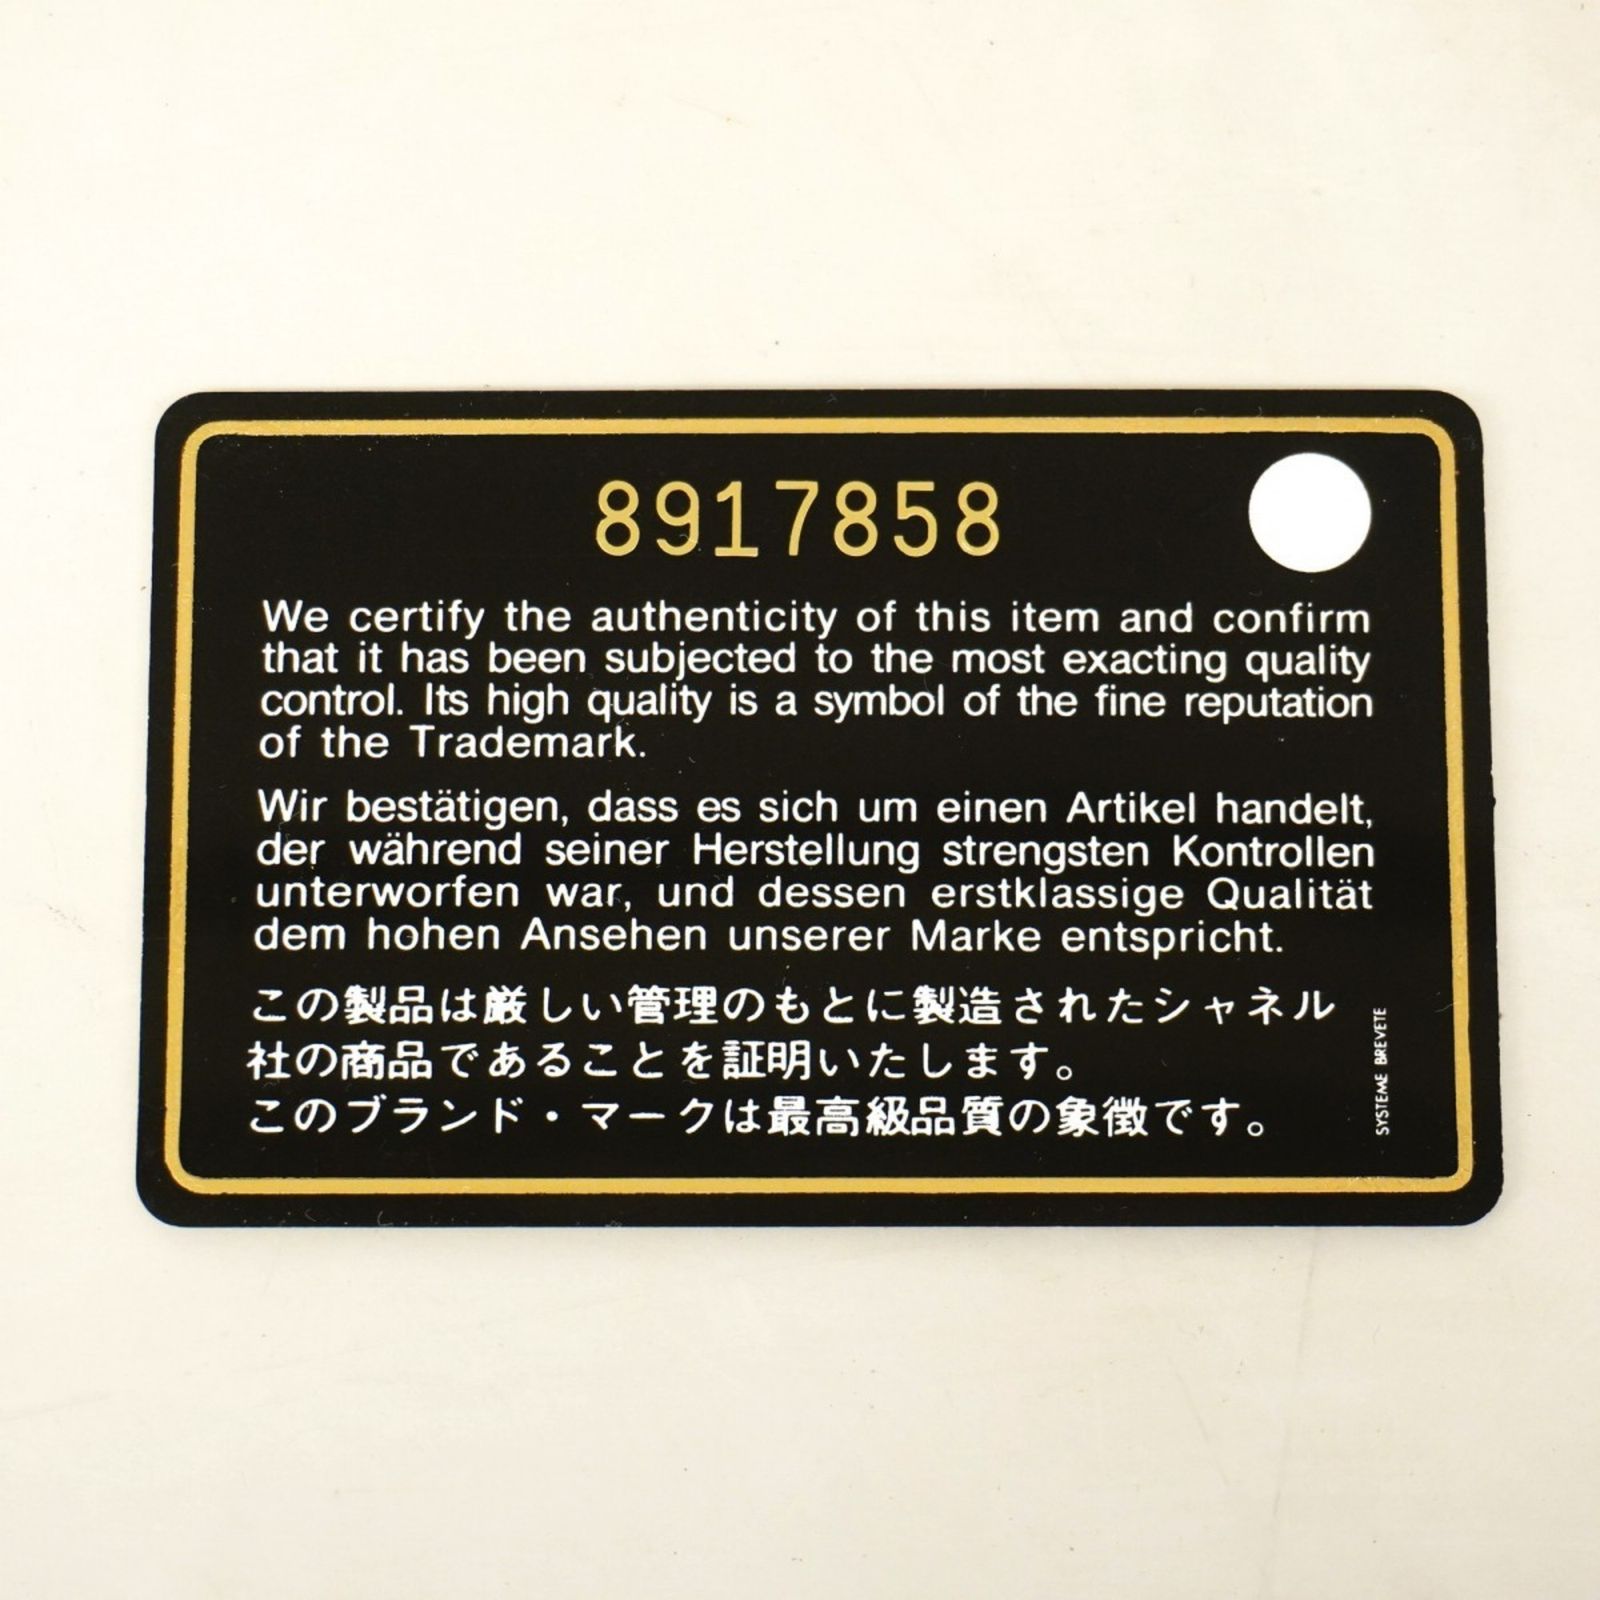 8917858
We certify the authenticity of this item and confirm
that it has been subjected to the most exacting quality
control. Its high quality is a symbol of the fine reputation
of the Trademark.
Wir bestätigen, dass es sich um einen Artikel handelt,
der während seiner Herstellung strengsten Kontrollen
unterworfen war, und dessen erstklassige Qualität
dem hohen Ansehen unserer Marke entspricht.
この製品は厳しい管理のもとに製造されたシャネル
社の商品であることを証明いたします。
このブランド・マークは最高級品質の象徴です。
SYSTEME BREVETE